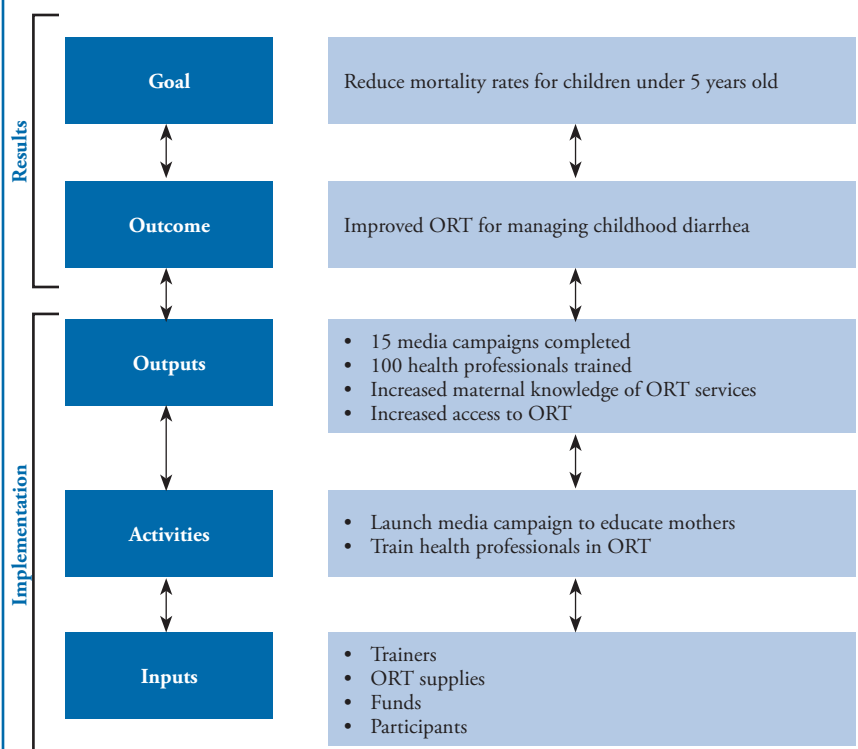 Results
Goal
Reduce mortality rates for children under 5 years old
Outcome
Improved ORT for managing childhood diarrhea
Implementation
Outputs
• 15 media campaigns completed
• 100 health professionals trained
• Increased maternal knowledge of ORT services
• Increased access to ORT
Activities
• Launch media campaign to educate mothers
• Train health professionals in ORT
Inputs
• Trainers
• ORT supplies
• Funds
• Participants